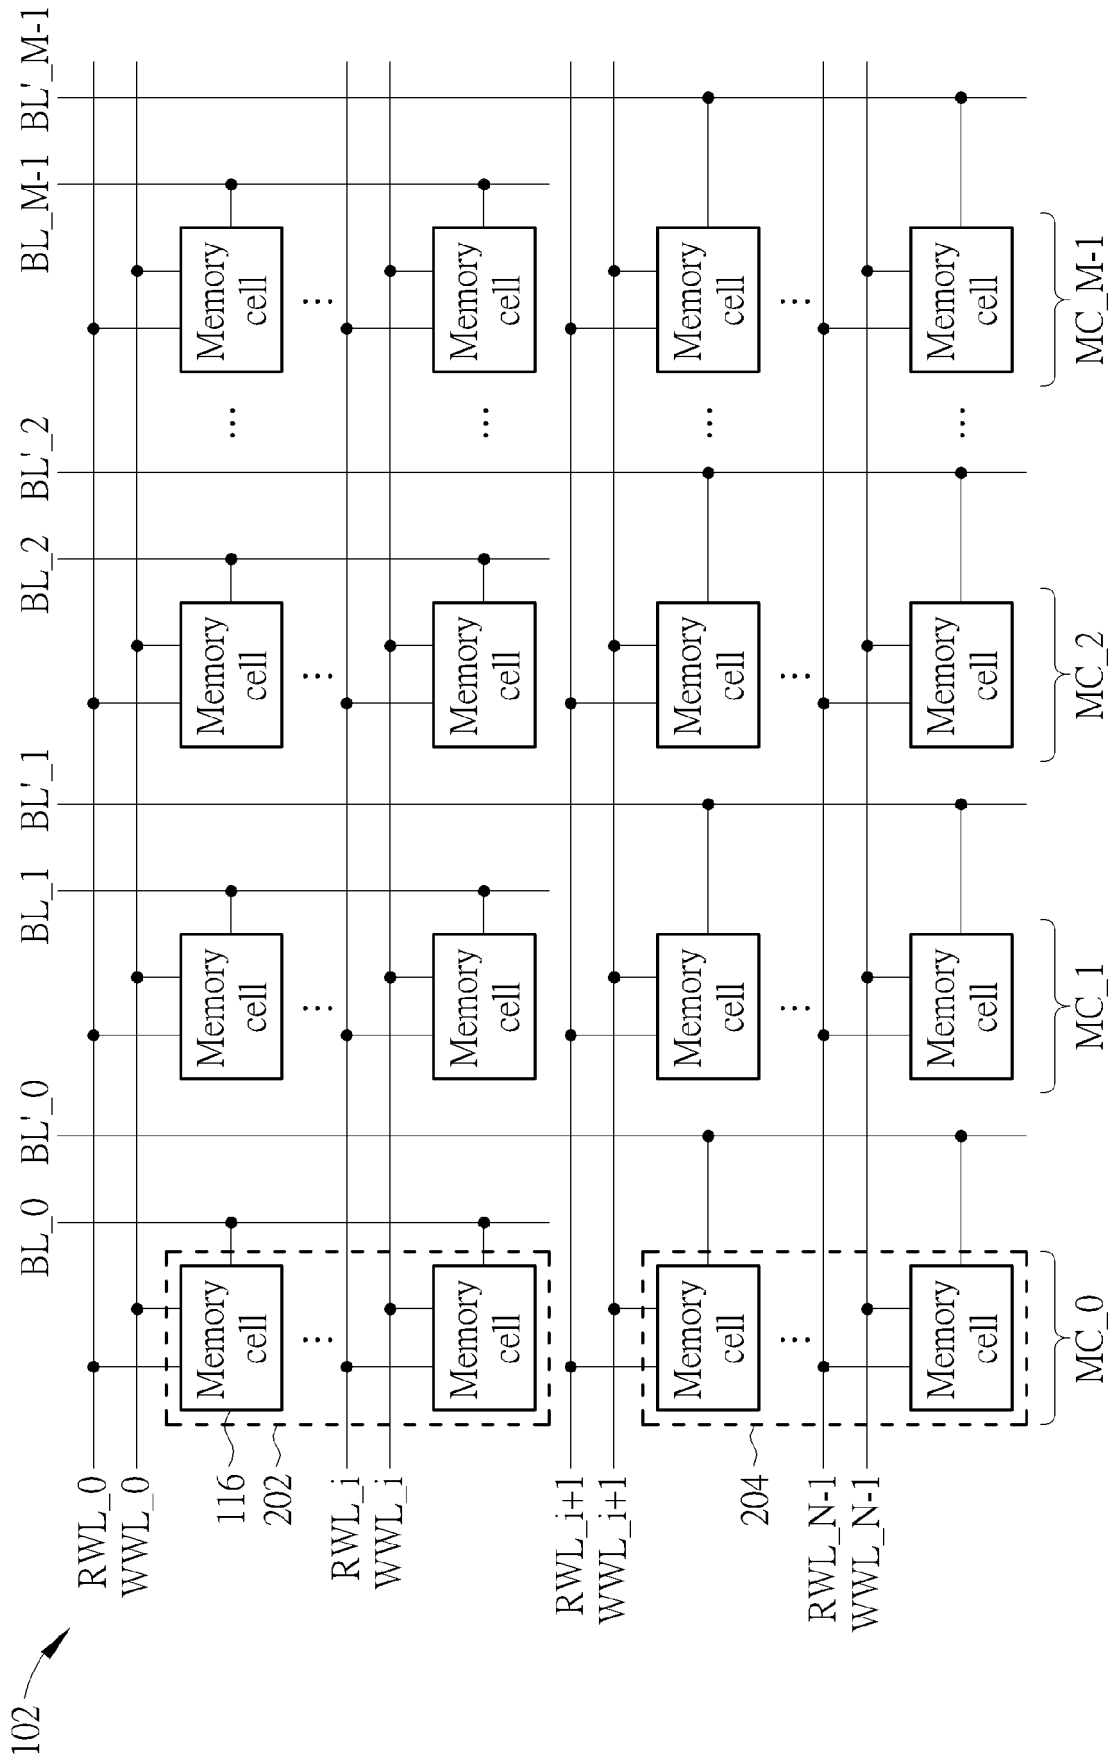 102
BL_0
BL'_0
BL_1
BL'_1
BL_2
BL'_2
BL_M-1
BL'_M-1
RWL_0
WWL_0
116
202
Memory
cell
Memory
cell
Memory
cell
...
Memory
cell
...
...
...
...
RWL_i
WWL_i
Memory
cell
Memory
cell
Memory
cell
...
Memory
cell
RWL_i+1
WWL_i+1
204
Memory
cell
Memory
cell
Memory
cell
...
Memory
cell
...
...
...
...
RWL_N-1
WWL_N-1
Memory
cell
Memory
cell
Memory
cell
...
Memory
cell
MC_0
MC_1
MC_2
MC_M-1